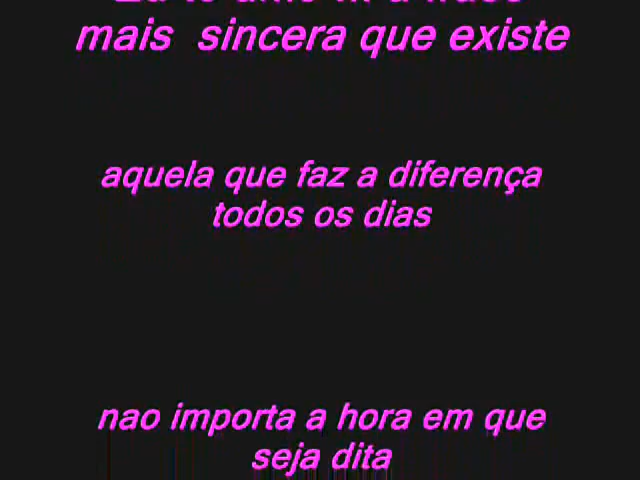 mais sincera que existe
aquela que faz a diferença
todos os dias
nao importa a hora em que
seja dita